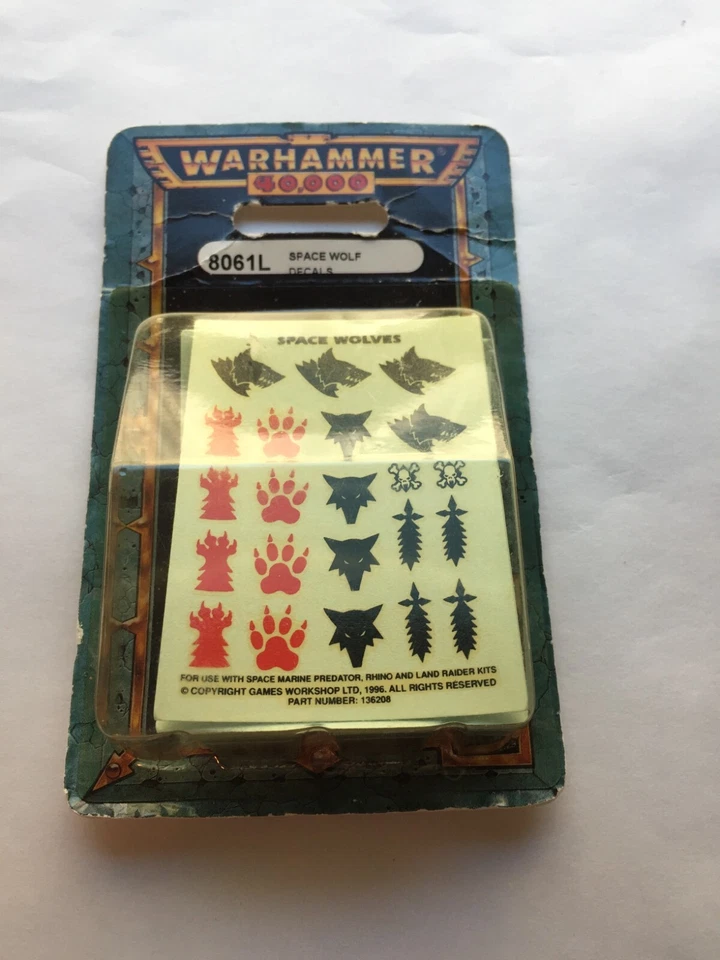 WARHAMMER®
40,000
8061L SPACE WOLF
DECALS
SPACE WOLVES
FOR USE WITH SPACE MARINE PREDATOR, RHINO AND LAND RAIDER KITS
© COPYRIGHT GAMES WORKSHOP LTD, 1996. ALL RIGHTS RESERVED
PART NUMBER: 136208